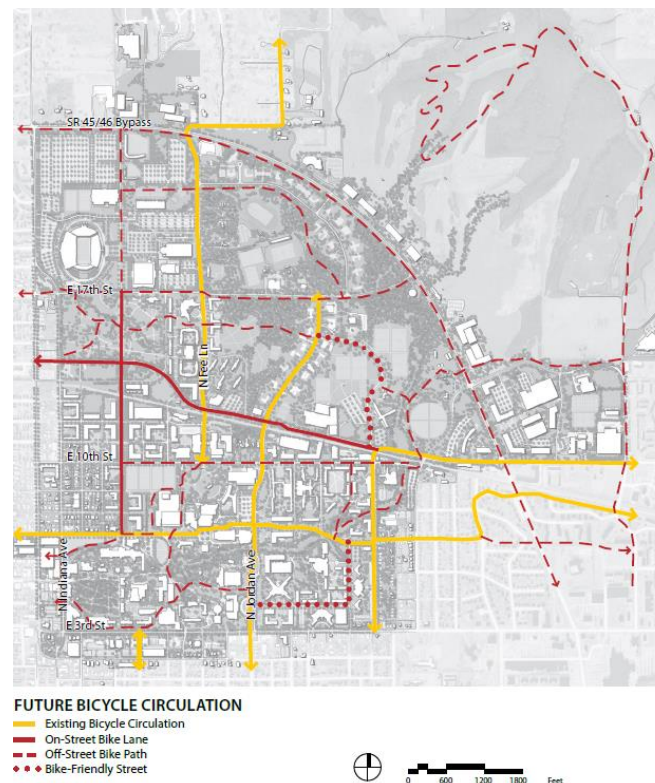 SR 45/46 Bypass
E 17th St
N Fee Ln
E 10th St
N Indiana Ave
N Jordan Ave
E 3rd St
FUTURE BICYCLE CIRCULATION
Existing Bicycle Circulation
On-Street Bike Lane
Off-Street Bike Path
Bike-Friendly Street
0 600 1200 1800 Feet